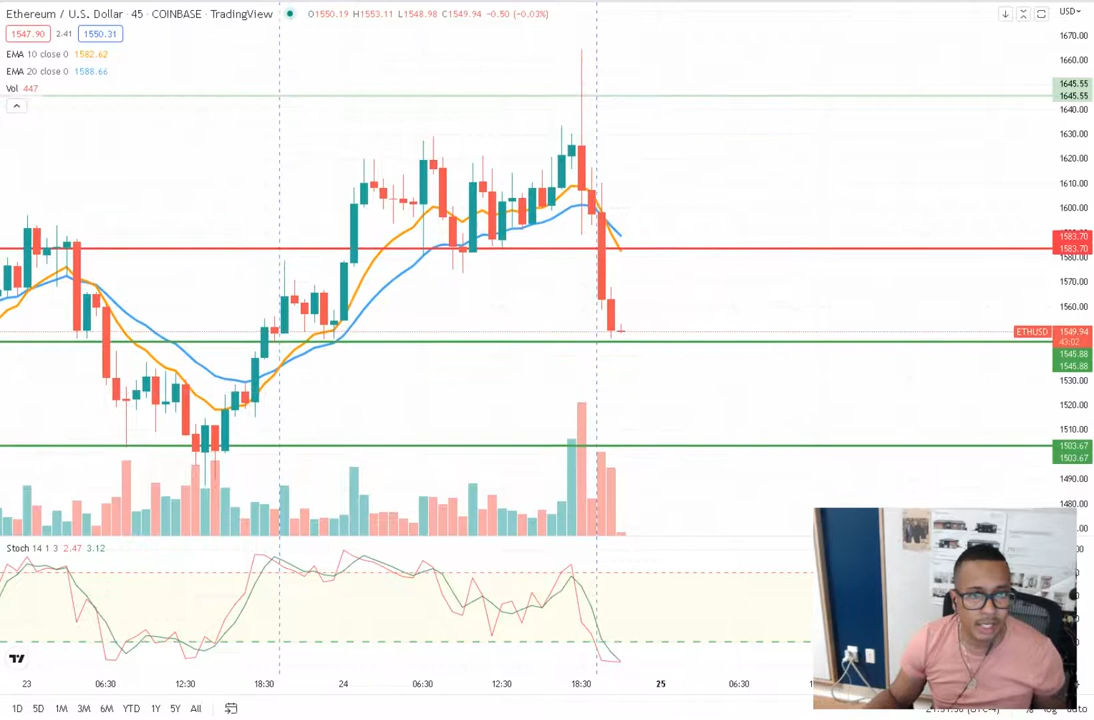 Ethereum / U.S. Dollar · 45 · COINBASE · TradingView O1550.19 H1553.11 L1548.98 C1549.94 -0.50 (-0.03%) USD
1547.90 2.41 1550.31
EMA 10 close 0 1582.62
EMA 20 close 0 1588.66
Vol 447
1670.00
1660.00
1645.55
1645.55
1640.00
1630.00
1620.00
1610.00
1600.00
1583.70
1583.70
1580.00
1570.00
1560.00
ETHUSD 1549.94
43:02
1545.88
1545.88
1530.00
1520.00
1510.00
1503.67
1503.67
1490.00
1480.00
Stoch 14 1 3 2.47 3.12
23 06:30 12:30 18:30 24 06:30 12:30 18:30 25 06:30
1D 5D 1M 3M 6M YTD 1Y 5Y All % log auto